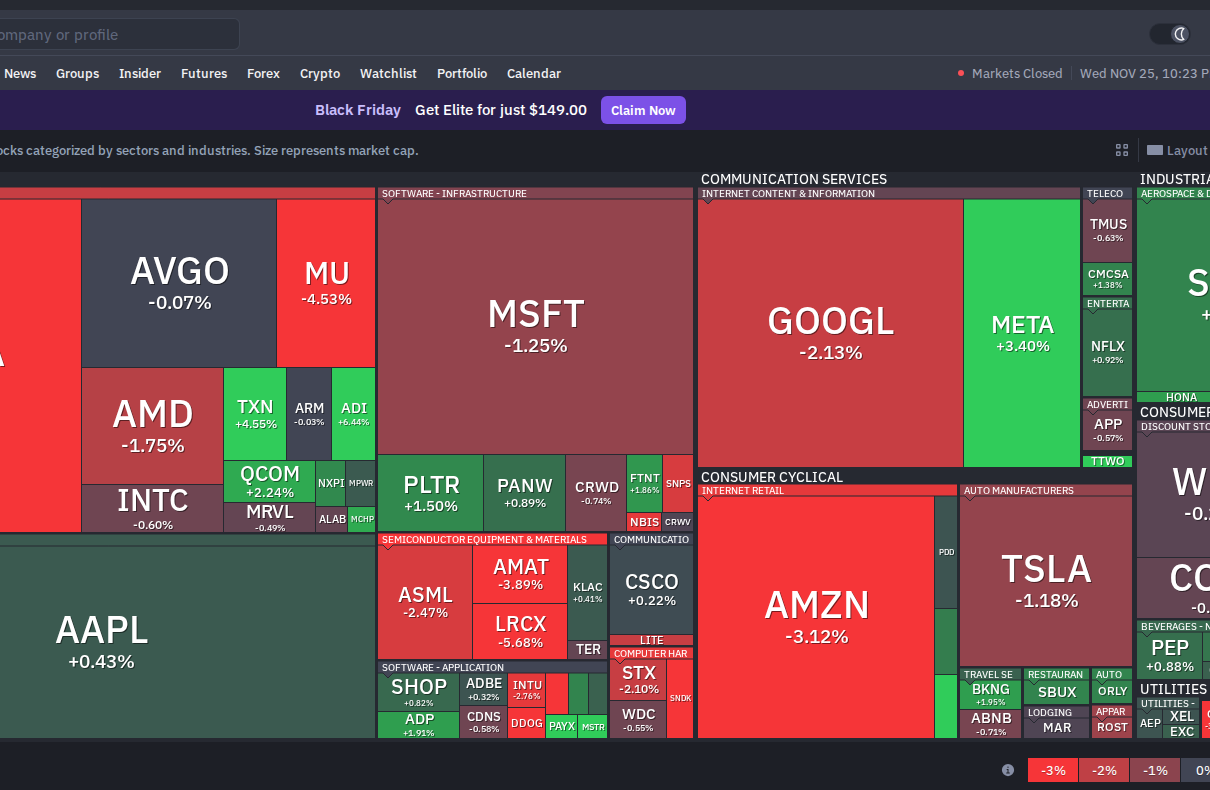 ompany or profile
News Groups Insider Futures Forex Crypto Watchlist Portfolio Calendar
Markets Closed Wed NOV 25, 10:23 P
Black Friday Get Elite for just $149.00 Claim Now
ocks categorized by sectors and industries. Size represents market cap.
Layout
AVGO
-0.07%
MU
-4.53%
AMD
-1.75%
INTC
-0.60%
TXN
+4.55%
ARM
-0.03%
ADI
+6.44%
QCOM
+2.24%
NXPI
MPWR
MRVL
-0.49%
ALAB
MCHP
AAPL
+0.43%
SOFTWARE - INFRASTRUCTURE
MSFT
-1.25%
PLTR
+1.50%
PANW
+0.89%
CRWD
-0.74%
FTNT
+1.86%
SNPS
NBIS
CRWV
SEMICONDUCTOR EQUIPMENT & MATERIALS
ASML
-2.47%
AMAT
-3.89%
LRCX
-5.68%
KLAC
+0.41%
TER
COMMUNICATIO
CSCO
+0.22%
LITE
COMPUTER HAR
STX
-2.10%
WDC
-0.55%
SNDK
SOFTWARE - APPLICATION
SHOP
+0.82%
ADP
+1.91%
ADBE
+0.32%
CDNS
-0.58%
INTU
-2.76%
DDOG
PAYX
MSTR
COMMUNICATION SERVICES
INTERNET CONTENT & INFORMATION
GOOGL
-2.13%
META
+3.40%
TELECO
TMUS
-0.63%
CMCSA
+1.38%
ENTERTA
NFLX
+0.92%
ADVERTI
APP
-0.57%
TTWO
CONSUMER CYCLICAL
INTERNET RETAIL
AMZN
-3.12%
PDD
AUTO MANUFACTURERS
TSLA
-1.18%
TRAVEL SE
BKNG
+1.95%
ABNB
-0.71%
RESTAURAN
SBUX
LODGING
MAR
AUTO
ORLY
APPAR
ROST
INDUSTRIA
AEROSPACE & D
S
+
HONA
CONSUMER
DISCOUNT STO
W
-0.
CO
-0.
BEVERAGES - N
PEP
+0.88%
UTILITIES
UTILITIES -
AEP
XEL
EXC
-3% -2% -1% 0%